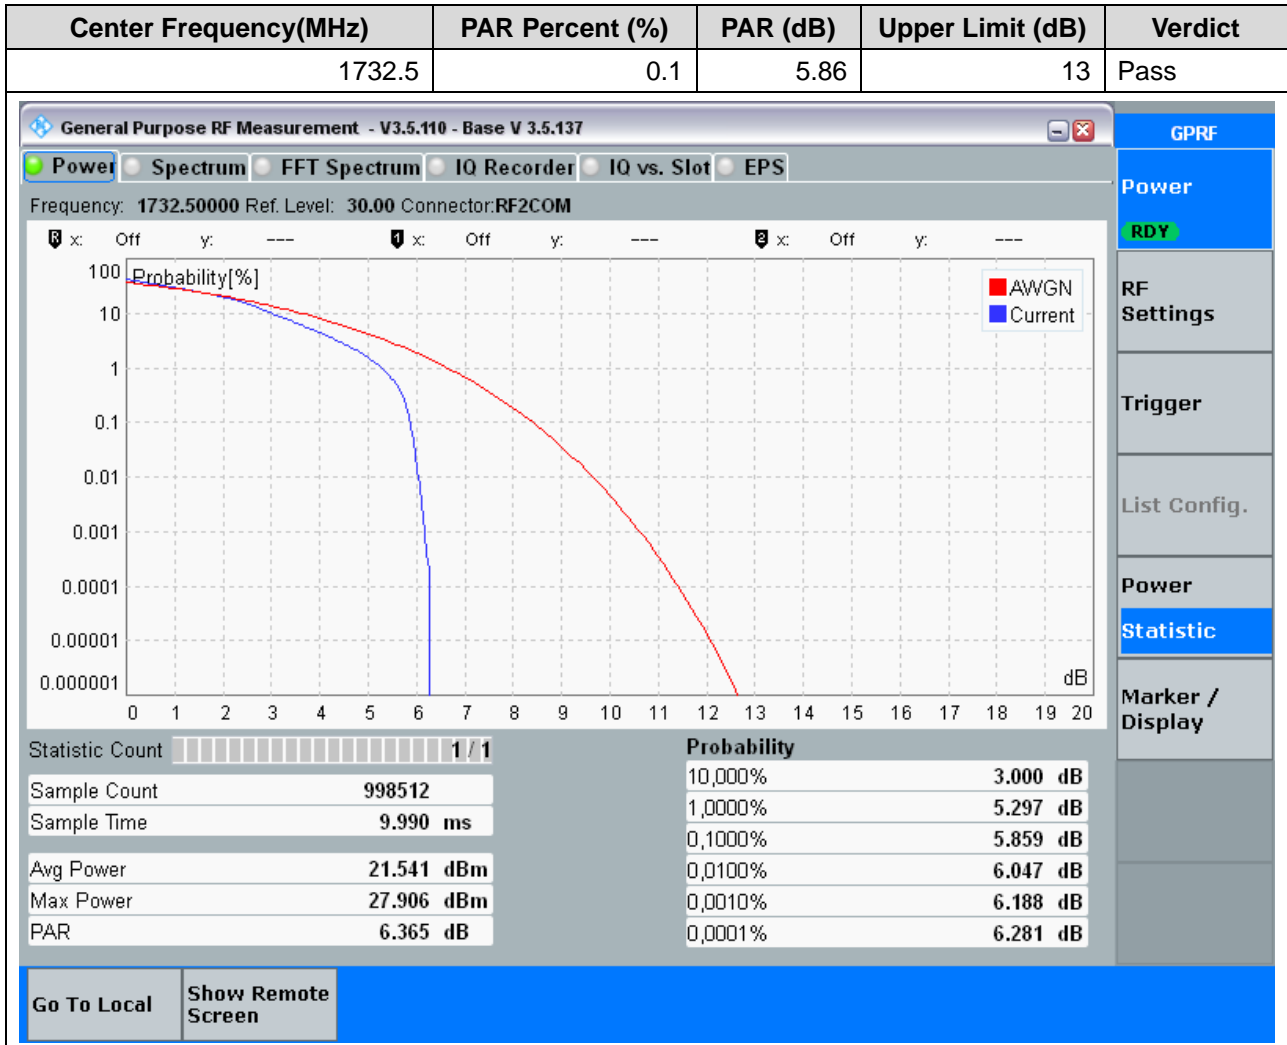 Center Frequency(MHz) PAR Percent (%) PAR (dB) Upper Limit (dB) Verdict
1732.5 0.1 5.86 13 Pass
General Purpose RF Measurement - V3.5.110 - Base V 3.5.137
GPRF
Power Spectrum FFT Spectrum IQ Recorder IQ vs. Slot EPS
Power
RDY
Frequency: 1732.50000 Ref. Level: 30.00 Connector:RF2COM
R x: Off y: --- 1 x: Off y: --- 2 x: Off y: ---
Probability[%]
100
10
1
0.1
0.01
0.001
0.0001
0.00001
0.000001
AWGN
Current
dB
0 1 2 3 4 5 6 7 8 9 10 11 12 13 14 15 16 17 18 19 20
RF
Settings
Trigger
List Config.
Power
Statistic
Marker /
Display
Statistic Count 1 / 1
Sample Count 998512
Sample Time 9.990 ms
Avg Power 21.541 dBm
Max Power 27.906 dBm
PAR 6.365 dB
Probability
10,000% 3.000 dB
1,0000% 5.297 dB
0,1000% 5.859 dB
0,0100% 6.047 dB
0,0010% 6.188 dB
0,0001% 6.281 dB
Go To Local
Show Remote
Screen